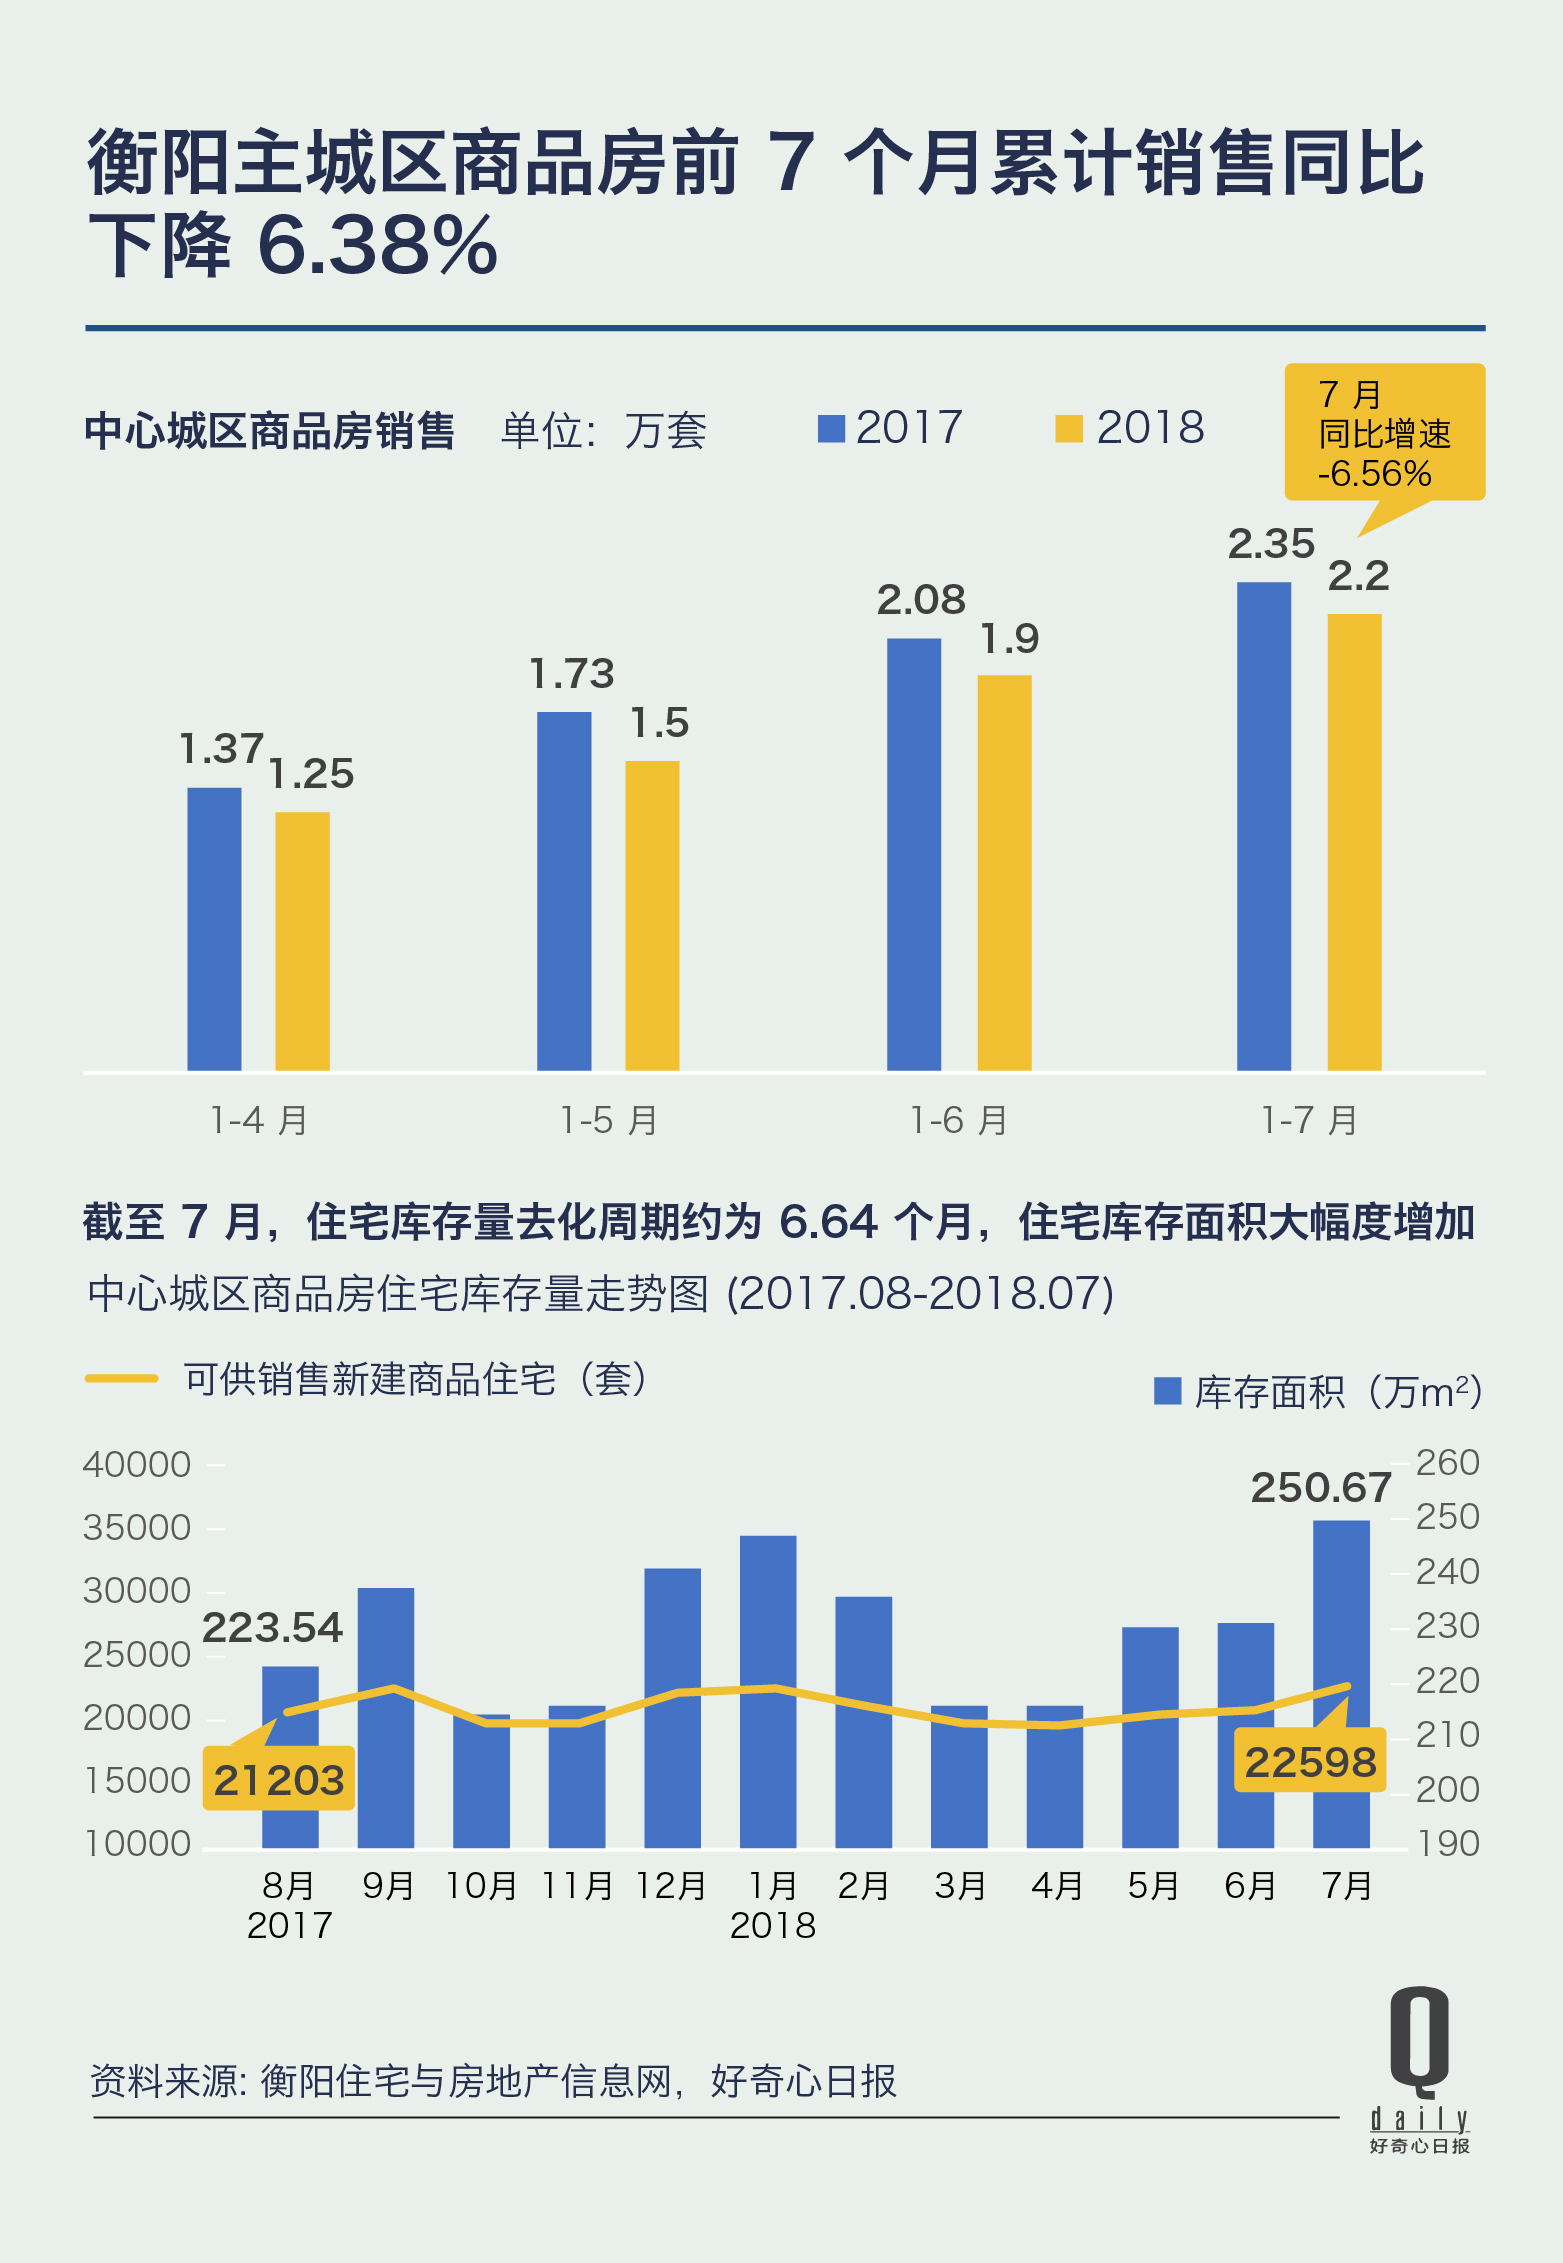 衡阳主城区商品房前 7 个月累计销售同比
下降 6.38%
中心城区商品房销售 单位：万套 2017 2018
7 月
同比增速
-6.56%
2.35
2.2
2.08
1.9
1.73
1.5
1.37
1.25
1-4 月 1-5 月 1-6 月 1-7 月
截至 7 月，住宅库存量去化周期约为 6.64 个月，住宅库存面积大幅度增加
中心城区商品房住宅库存量走势图 (2017.08-2018.07)
可供销售新建商品住宅（套）
库存面积（万m²）
40000
35000
30000
25000
20000
15000
10000
260
250
240
230
220
210
200
190
223.54
250.67
21203
22598
8月 9月 10月 11月 12月 1月 2月 3月 4月 5月 6月 7月
2017 2018
资料来源: 衡阳住宅与房地产信息网，好奇心日报
Q
daily
好奇心日报